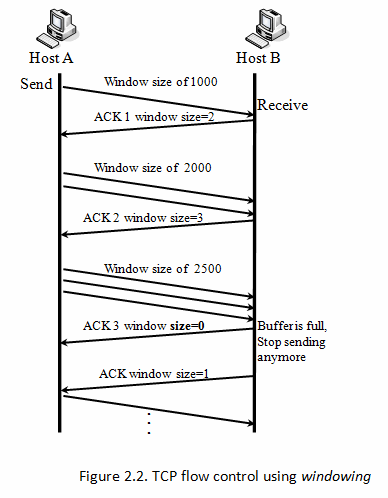 Host A
Host B
Send
Window size of 1000
Receive
ACK 1 window size=2
Window size of 2000
ACK 2 window size=3
Window size of 2500
ACK 3 window size=0
Buffer is full,
Stop sending
anymore
ACK window size=1
Figure 2.2. TCP flow control using windowing